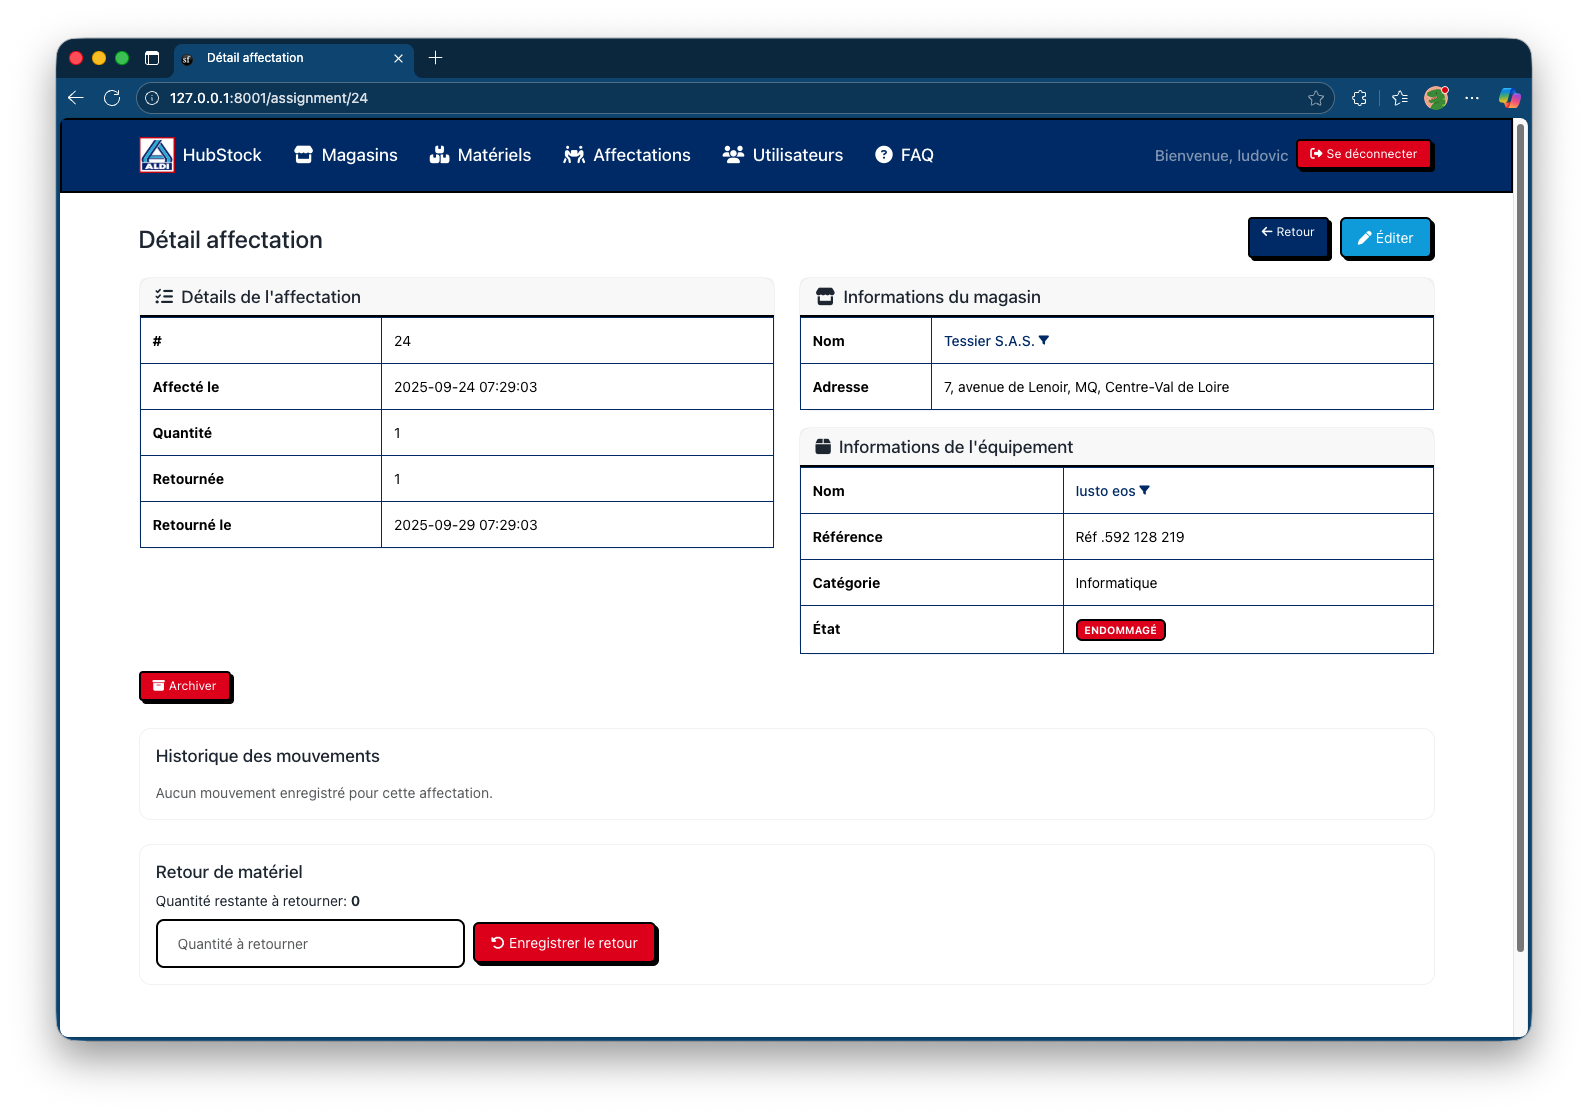 Détail affectation
127.0.0.1:8001/assignment/24
ALDI HubStock Magasins Matériels Affectations Utilisateurs FAQ Bienvenue, ludovic Se déconnecter
Détail affectation Retour Éditer
Détails de l'affectation
# 24
Affecté le 2025-09-24 07:29:03
Quantité 1
Retournée 1
Retourné le 2025-09-29 07:29:03
Informations du magasin
Nom Tessier S.A.S.
Adresse 7, avenue de Lenoir, MQ, Centre-Val de Loire
Informations de l'équipement
Nom Iusto eos
Référence Réf .592 128 219
Catégorie Informatique
État ENDOMMAGÉ
Archiver
Historique des mouvements
Aucun mouvement enregistré pour cette affectation.
Retour de matériel
Quantité restante à retourner: 0
Quantité à retourner Enregistrer le retour